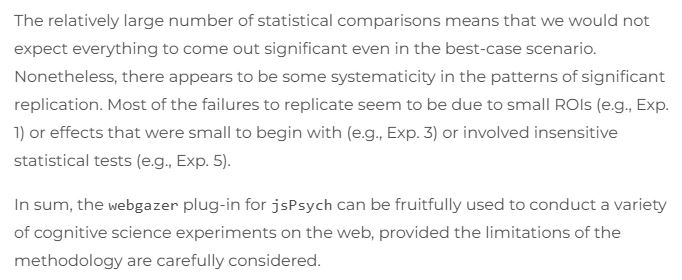 The relatively large number of statistical comparisons means that we would not
expect everything to come out significant even in the best-case scenario.
Nonetheless, there appears to be some systematicity in the patterns of significant
replication. Most of the failures to replicate seem to be due to small ROIs (e.g., Exp.
1) or effects that were small to begin with (e.g., Exp. 3) or involved insensitive
statistical tests (e.g., Exp. 5).
In sum, the webgazer plug-in for jsPsych can be fruitfully used to conduct a variety
of cognitive science experiments on the web, provided the limitations of the
methodology are carefully considered.